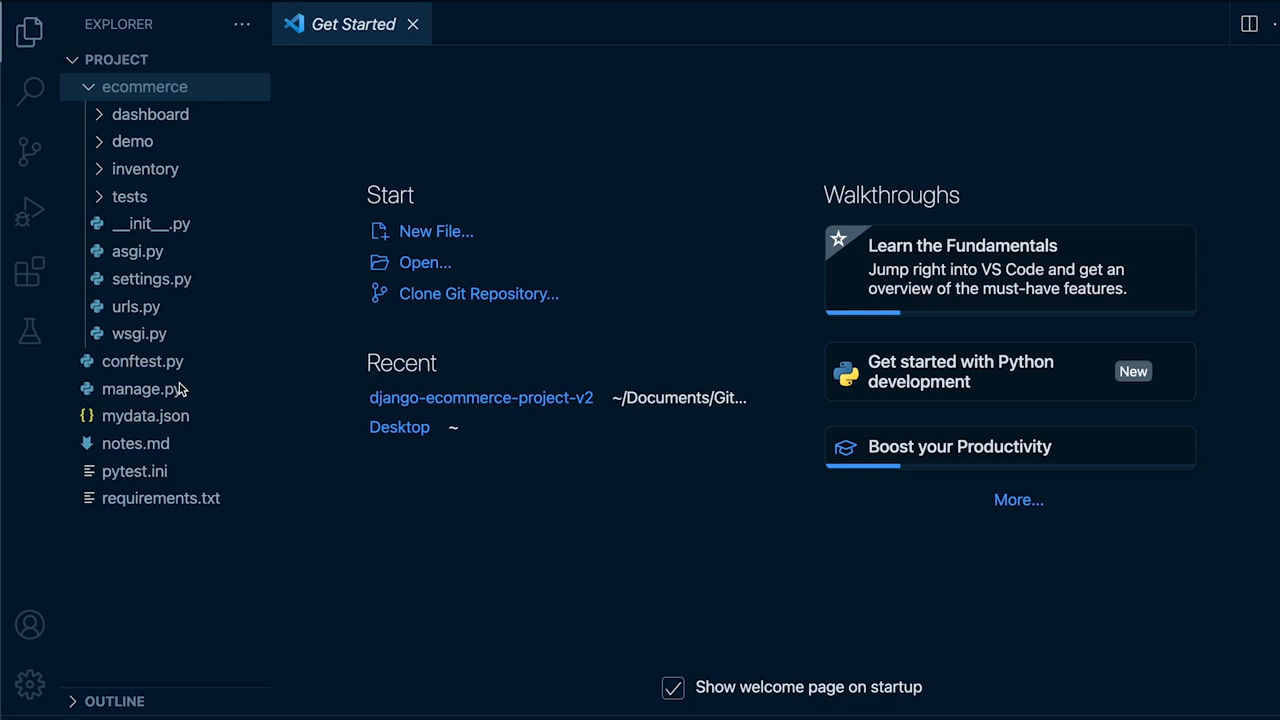 EXPLORER
Get Started
PROJECT
ecommerce
dashboard
demo
inventory
tests
__init__.py
asgi.py
settings.py
urls.py
wsgi.py
conftest.py
manage.py
mydata.json
notes.md
pytest.ini
requirements.txt
OUTLINE
Start
New File...
Open...
Clone Git Repository...
Recent
django-ecommerce-project-v2 ~/Documents/Git...
Desktop ~
Walkthroughs
Learn the Fundamentals
Jump right into VS Code and get an
overview of the must-have features.
Get started with Python
development
New
Boost your Productivity
More...
Show welcome page on startup